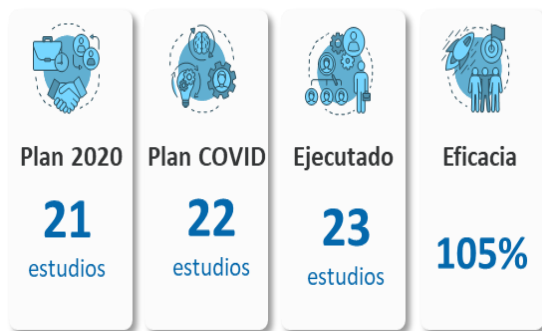 Plan 2020
21
estudios
Plan COVID
22
estudios
Ejecutado
23
estudios
Eficacia
105%